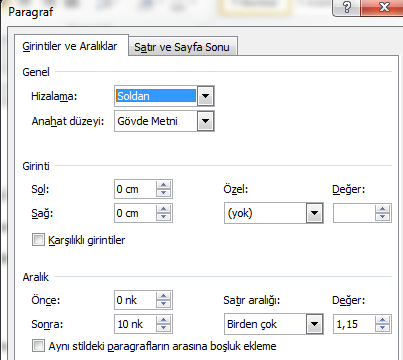 Paragraf
?
Girintiler ve Aralıklar Satır ve Sayfa Sonu
Genel
Hizalama: Soldan
Anahat düzeyi: Gövde Metni
Girinti
Sol: 0 cm Özel: Değer:
Sağ: 0 cm (yok)
Karşılıklı girintiler
Aralık
Önce: 0 nk Satır aralığı: Değer:
Sonra: 10 nk Birden çok 1,15
Aynı stildeki paragrafların arasına boşluk ekleme